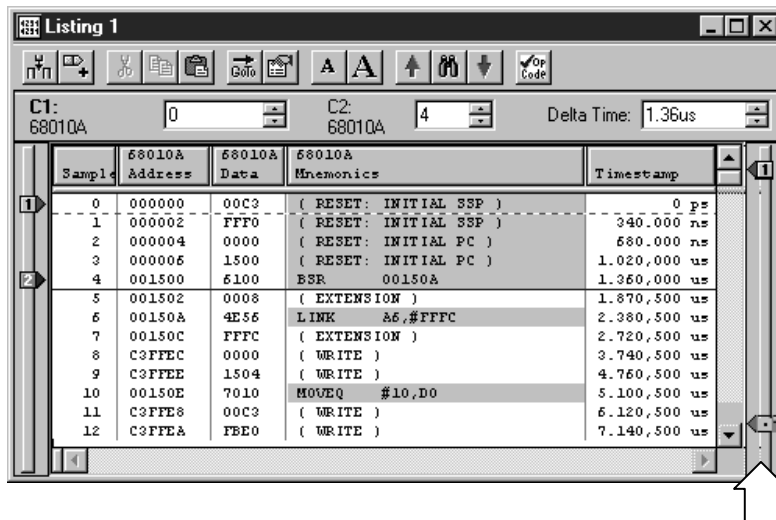 Listing 1
GoTo A A Op Code
C1: 0 C2: 4 Delta Time: 1.36us
68010A 68010A
68010A 68010A 68010A
Sample Address Data Mnemonics Timestamp
0 000000 00C3 ( RESET: INITIAL SSP ) 0 ps
1 000002 FFF0 ( RESET: INITIAL SSP ) 340.000 ns
2 000004 0000 ( RESET: INITIAL PC ) 680.000 ns
3 000006 1500 ( RESET: INITIAL PC ) 1.020,000 us
4 001500 6100 BSR 00150A 1.360,000 us
5 001502 0008 ( EXTENSION ) 1.870,500 us
6 00150A 4E56 LINK A6,#FFFC 2.380,500 us
7 00150C FFFC ( EXTENSION ) 2.720,500 us
8 C3FFEC 0000 ( WRITE ) 3.740,500 us
9 C3FFEE 1504 ( WRITE ) 4.760,500 us
10 00150E 7010 MOVEQ #10,D0 5.100,500 us
11 C3FFE8 00C3 ( WRITE ) 6.120,500 us
12 C3FFEA FBE0 ( WRITE ) 7.140,500 us
1
2
1